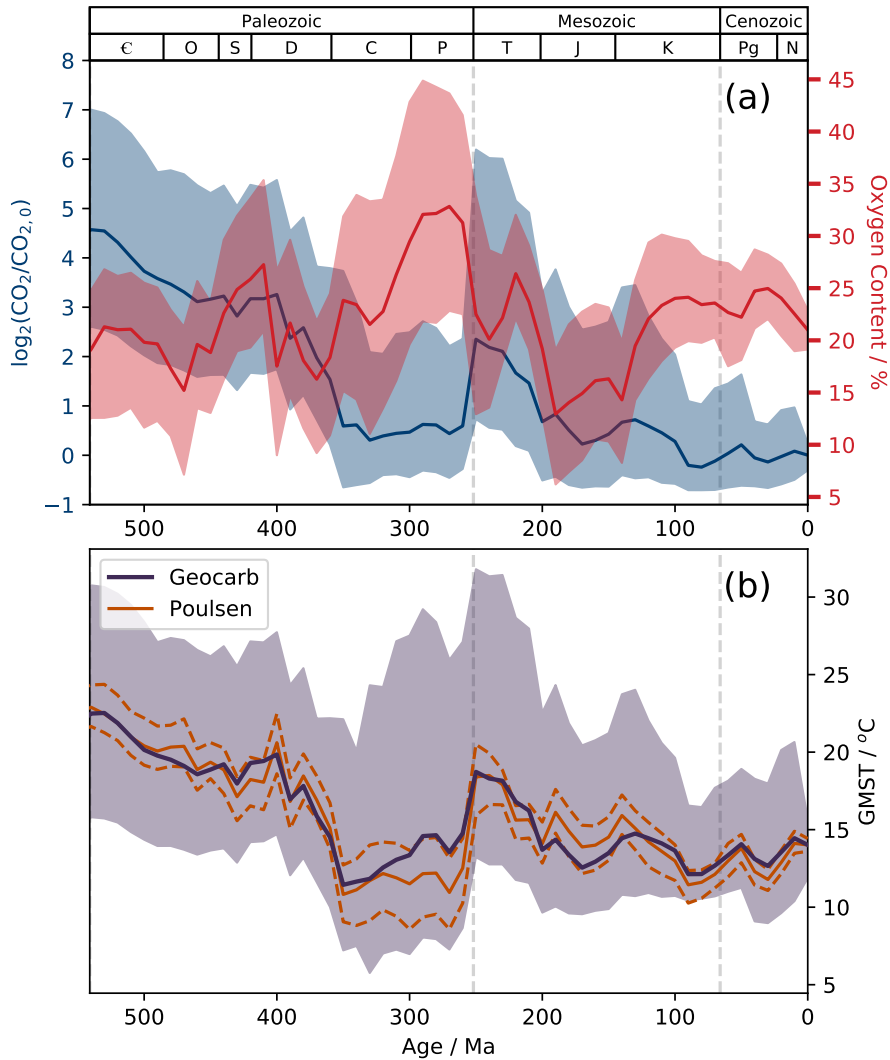 Paleozoic Mesozoic Cenozoic
Є O S D C P T J K Pg N
(a)
log2(CO2/CO2, 0)
8
7
6
5
4
3
2
1
0
−1
45
40
35
30
25
20
15
10
5
Oxygen Content / %
500 400 300 200 100 0
Geocarb
Poulsen
(b)
30
25
20
15
10
5
GMST / °C
500 400 300 200 100 0
Age / Ma